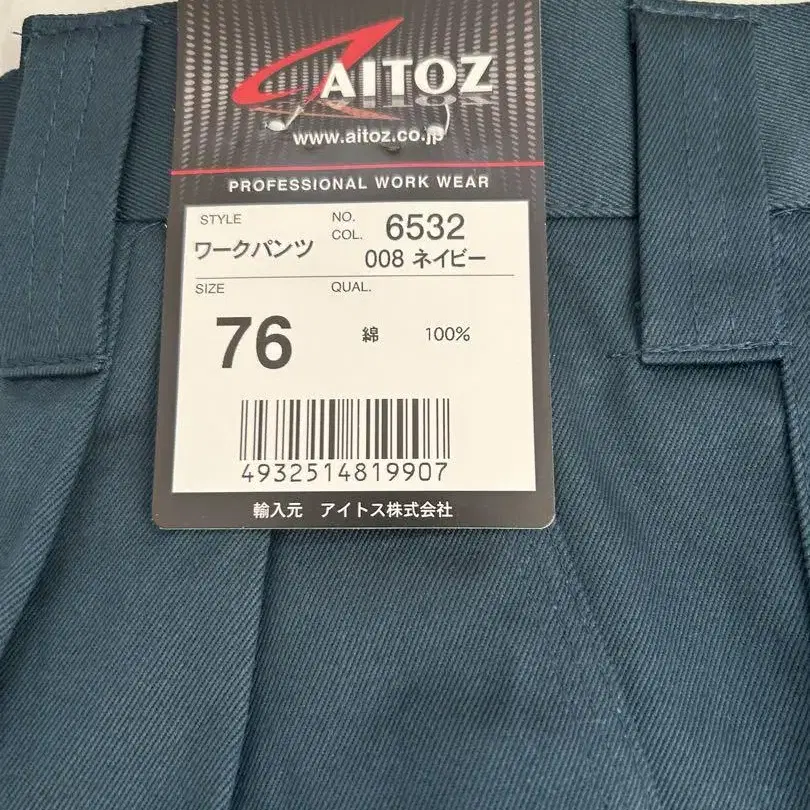 AITOZ
www.aitoz.co.jp
PROFESSIONAL WORK WEAR
STYLE
ワークパンツ
NO. 6532
COL. 008 ネイビー
SIZE
76
QUAL.
綿 100%
4932514819907
輸入元 アイトス株式会社